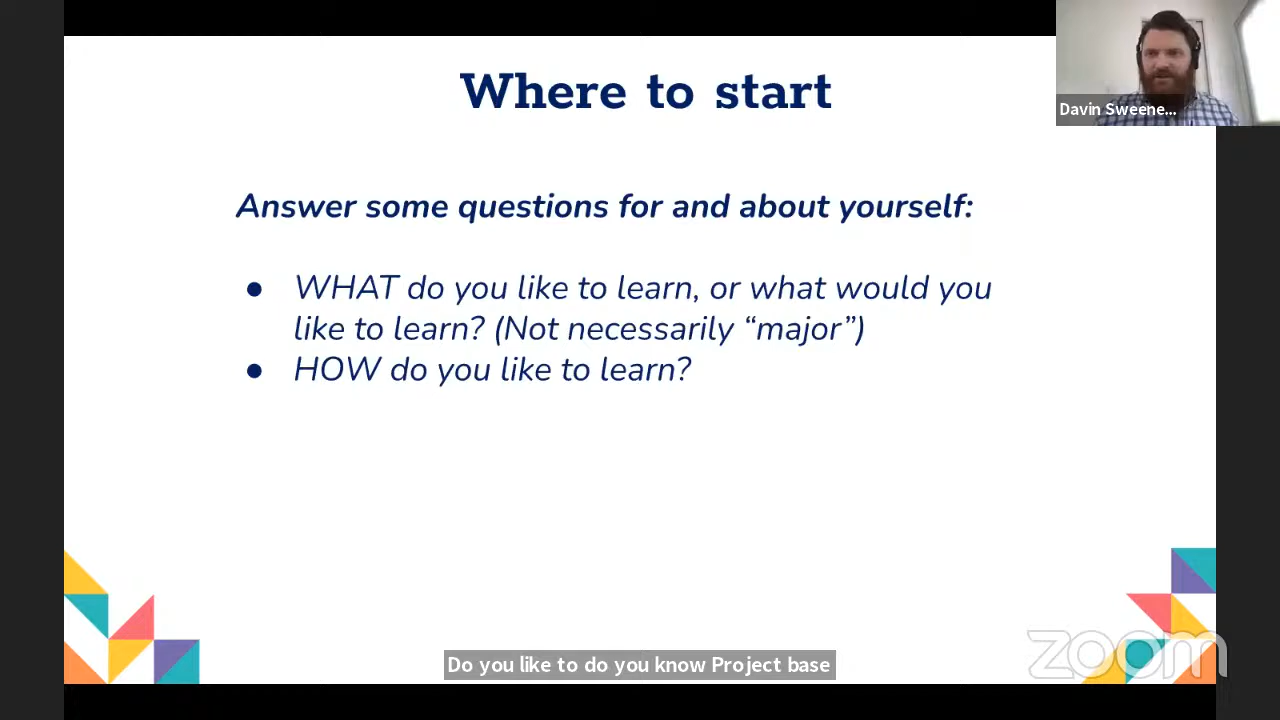 Where to start
Davin Sweene...
Answer some questions for and about yourself:
● WHAT do you like to learn, or what would you
like to learn? (Not necessarily “major”)
● HOW do you like to learn?
zoom
Do you like to do you know Project base